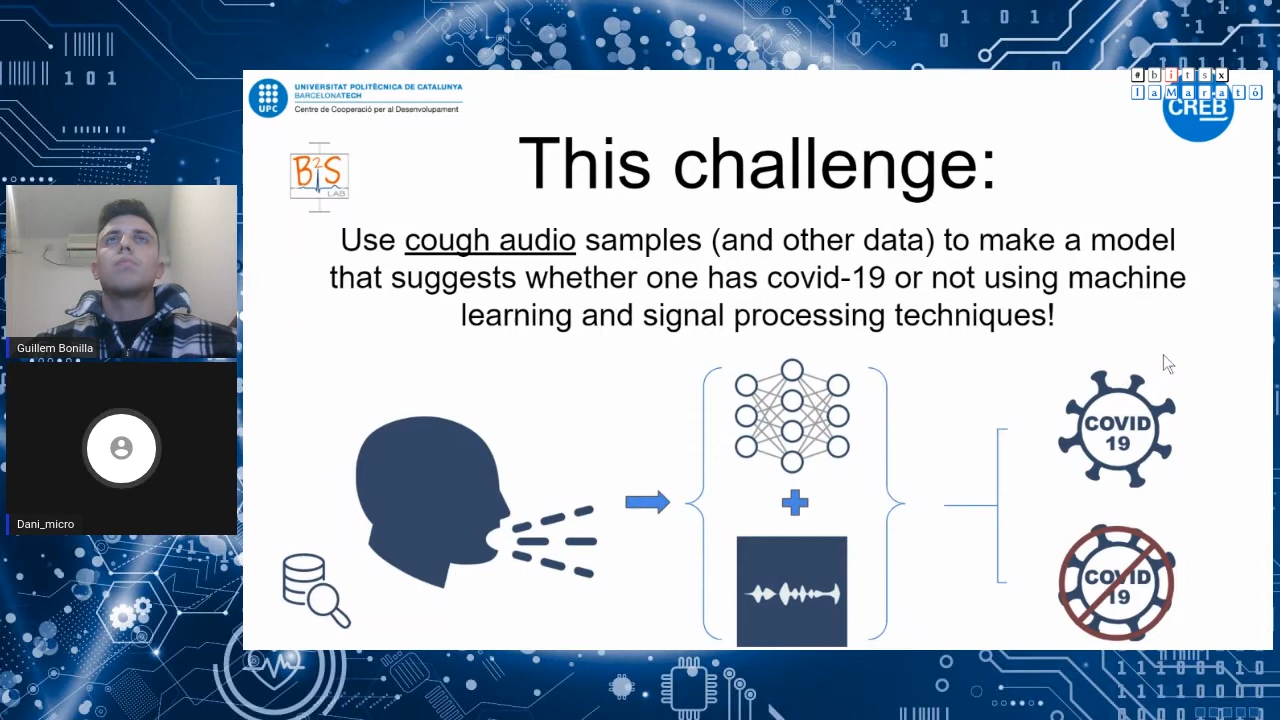 UNIVERSITAT POLITÈCNICA DE CATALUNYA
BARCELONATECH
Centre de Cooperació per al Desenvolupament
UPC
#bitsx
laMarató
CREB
B2S
LAB
This challenge:
Use cough audio samples (and other data) to make a model
that suggests whether one has covid-19 or not using machine
learning and signal processing techniques!
Guillem Bonilla
Dani_micro
COVID
19
COVID
19